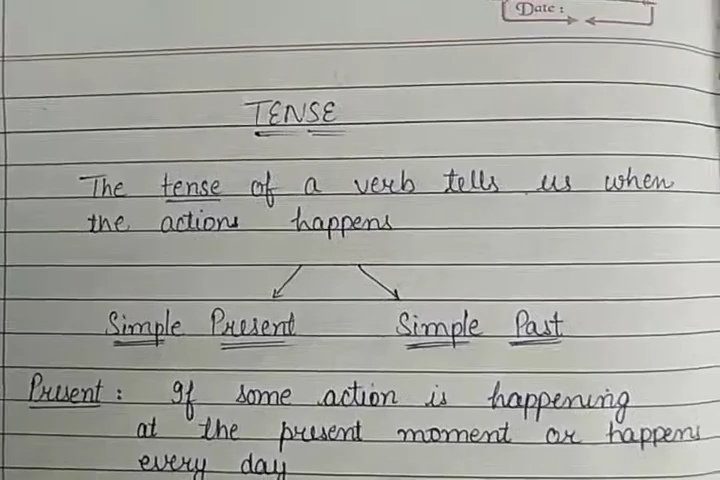 Date :
TENSE
The tense of a verb tells us when
the actions happens
Simple Present Simple Past
Present : If some action is happening
at the present moment or happens
every day